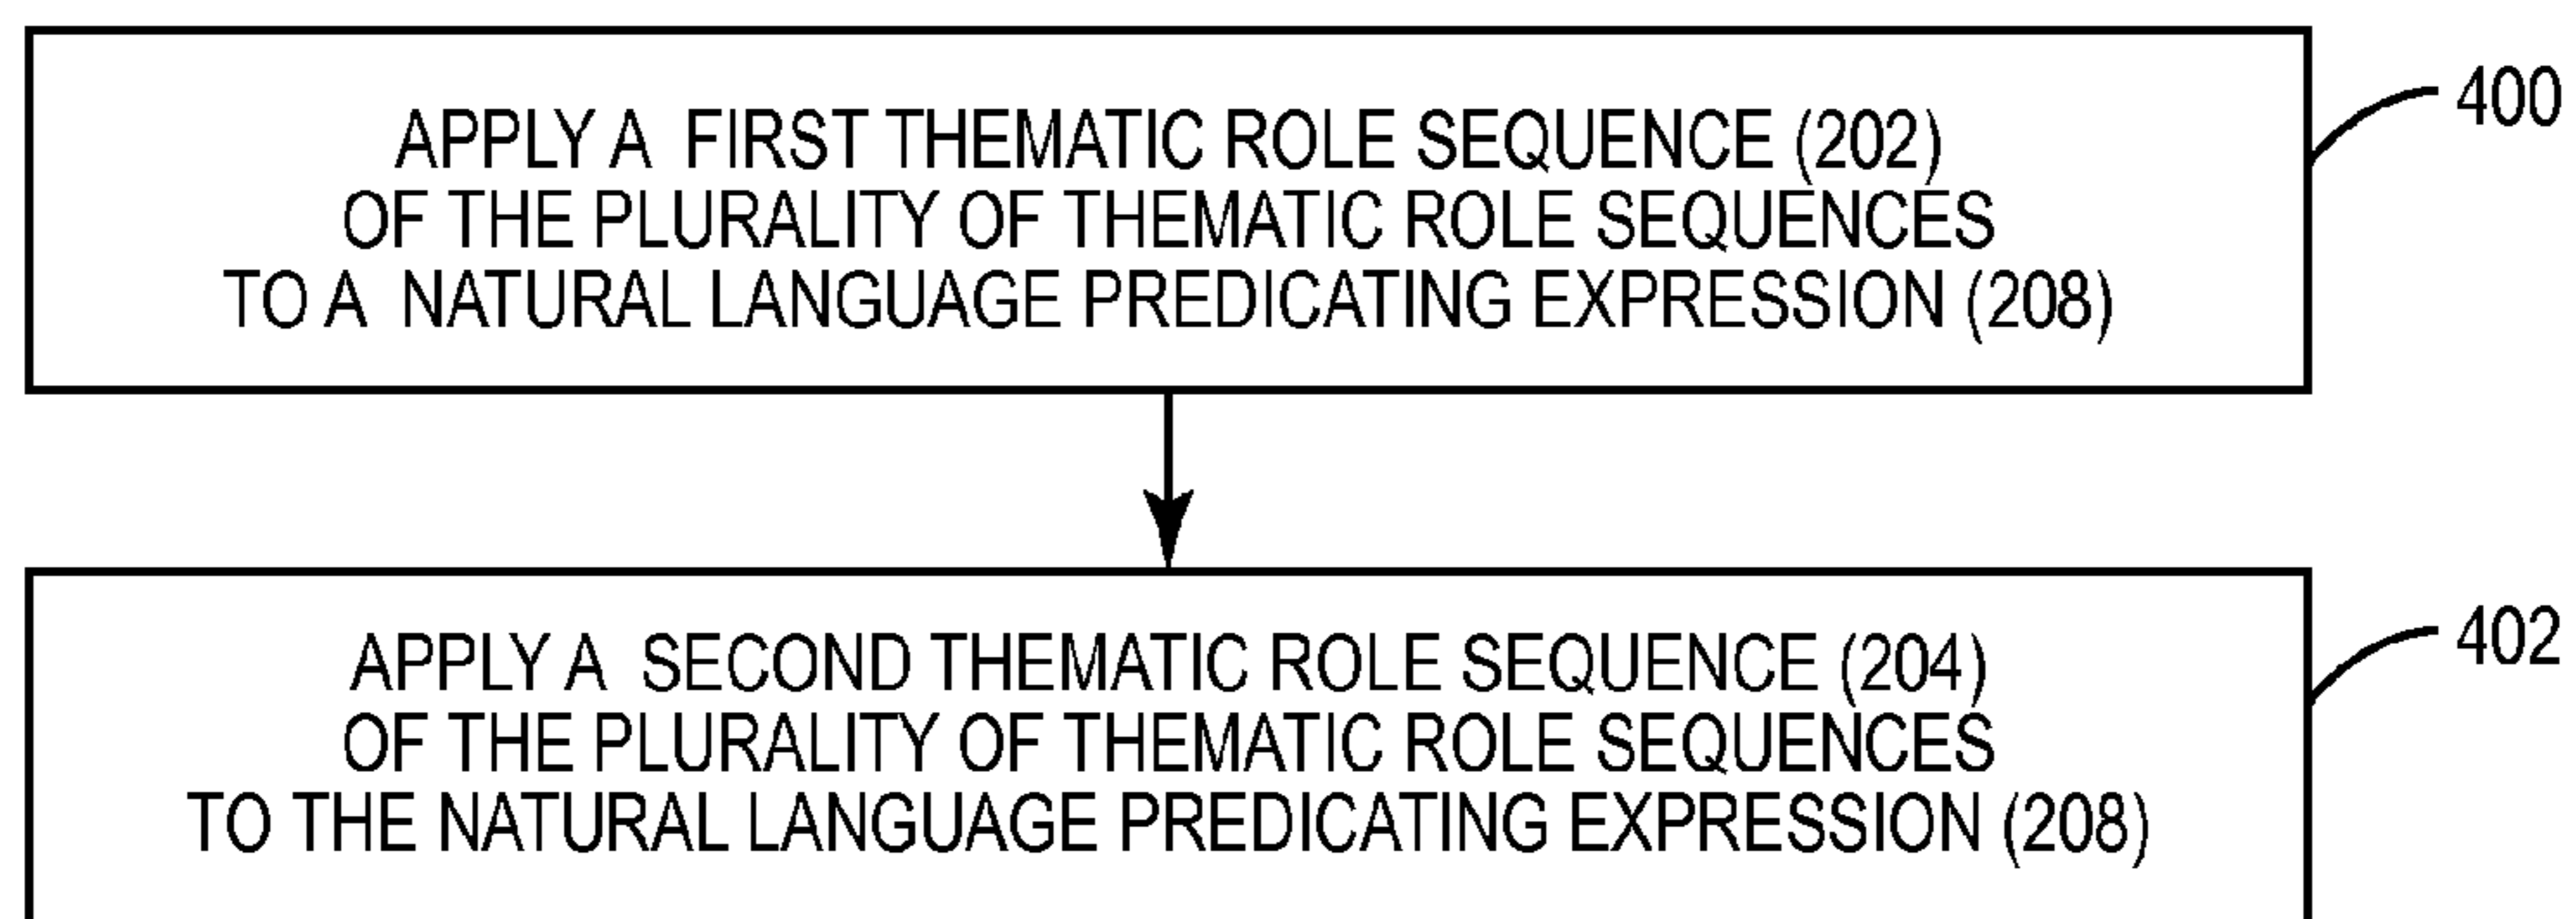 APPLY A FIRST THEMATIC ROLE SEQUENCE (202)
OF THE PLURALITY OF THEMATIC ROLE SEQUENCES
TO A NATURAL LANGUAGE PREDICATING EXPRESSION (208)
400
APPLY A SECOND THEMATIC ROLE SEQUENCE (204)
OF THE PLURALITY OF THEMATIC ROLE SEQUENCES
TO THE NATURAL LANGUAGE PREDICATING EXPRESSION (208)
402